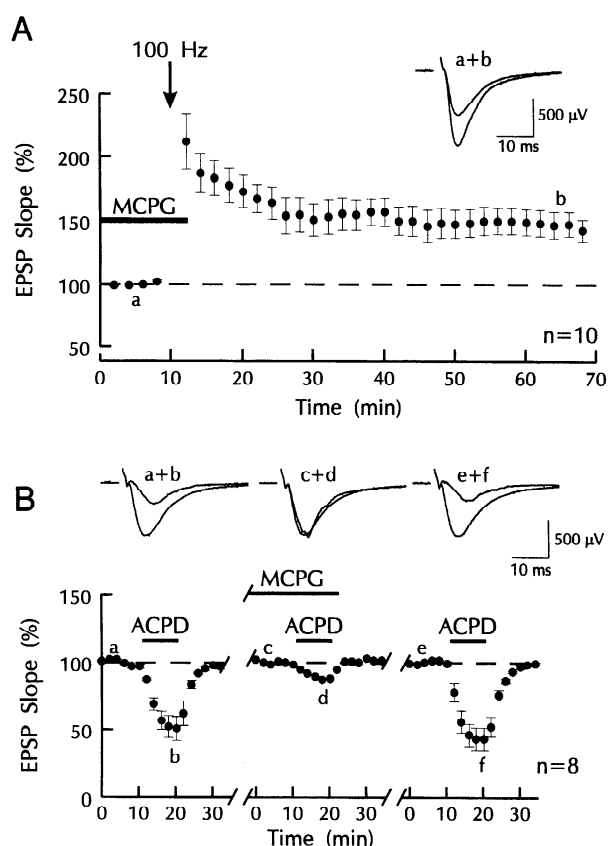 A
100 Hz
a+b
500 µV
10 ms
250
200
150
100
50
EPSP Slope (%)
MCPG
a
b
n=10
0 10 20 30 40 50 60 70
Time (min)
B
a+b c+d e+f
500 µV
10 ms
MCPG
150
100
50
0
EPSP Slope (%)
ACPD ACPD ACPD
a c e
b d f
n=8
0 10 20 30 0 10 20 30 0 10 20 30
Time (min)